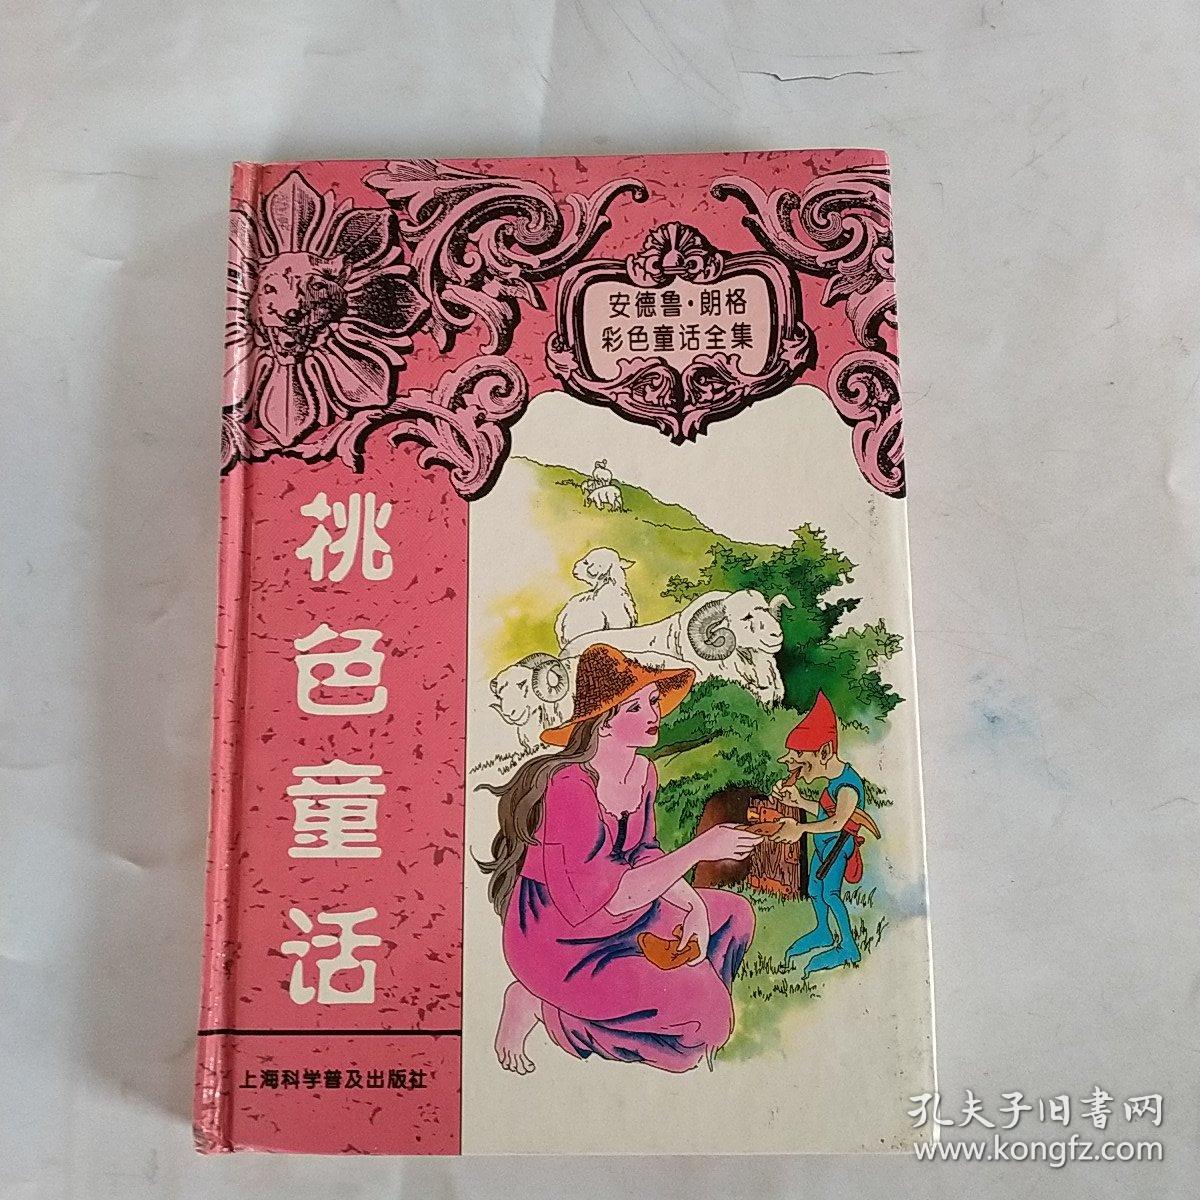 安德鲁·朗格
彩色童话全集
桃色童话
上海科学普及出版社
孔夫子旧书网
www.kongfz.com